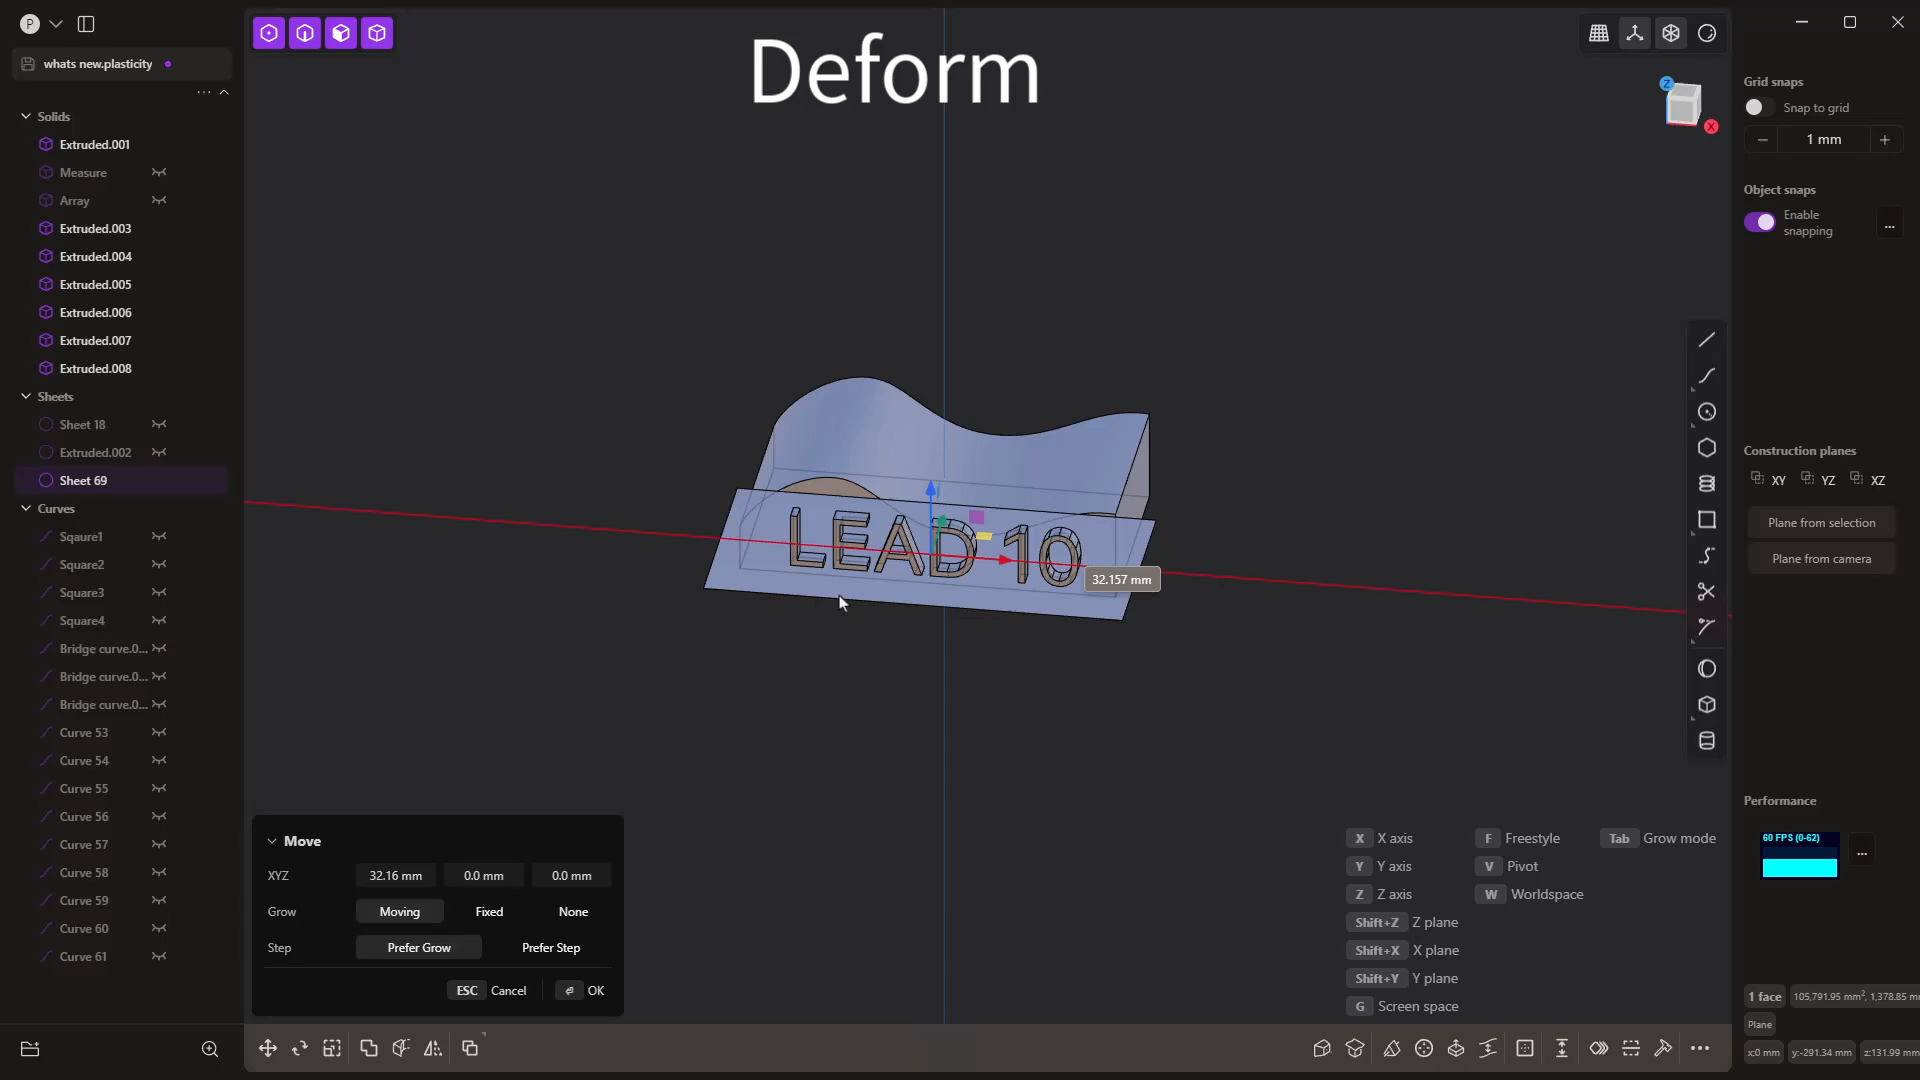 P
whats new.plasticity
Solids
Extruded.001
Measure
Array
Extruded.003
Extruded.004
Extruded.005
Extruded.006
Extruded.007
Extruded.008
Sheets
Sheet 18
Extruded.002
Sheet 69
Curves
Sqaure1
Square2
Square3
Square4
Bridge curve.0...
Bridge curve.0...
Bridge curve.0...
Curve 53
Curve 54
Curve 55
Curve 56
Curve 57
Curve 58
Curve 59
Curve 60
Curve 61
Deform
Z
X
LEAD 10
32.157 mm
Move
XYZ 32.16 mm 0.0 mm 0.0 mm
Grow Moving Fixed None
Step Prefer Grow Prefer Step
ESC Cancel OK
X X axis F Freestyle Tab Grow mode
Y Y axis V Pivot
Z Z axis W Worldspace
Shift+Z Z plane
Shift+X X plane
Shift+Y Y plane
G Screen space
Grid snaps
Snap to grid
1 mm
Object snaps
Enable
snapping
...
Construction planes
XY YZ XZ
Plane from selection
Plane from camera
Performance
60 FPS (0-62)
...
1 face 105,791.95 mm², 1,378.85 m
Plane
x:0 mm y:-291.34 mm z:131.99 mm